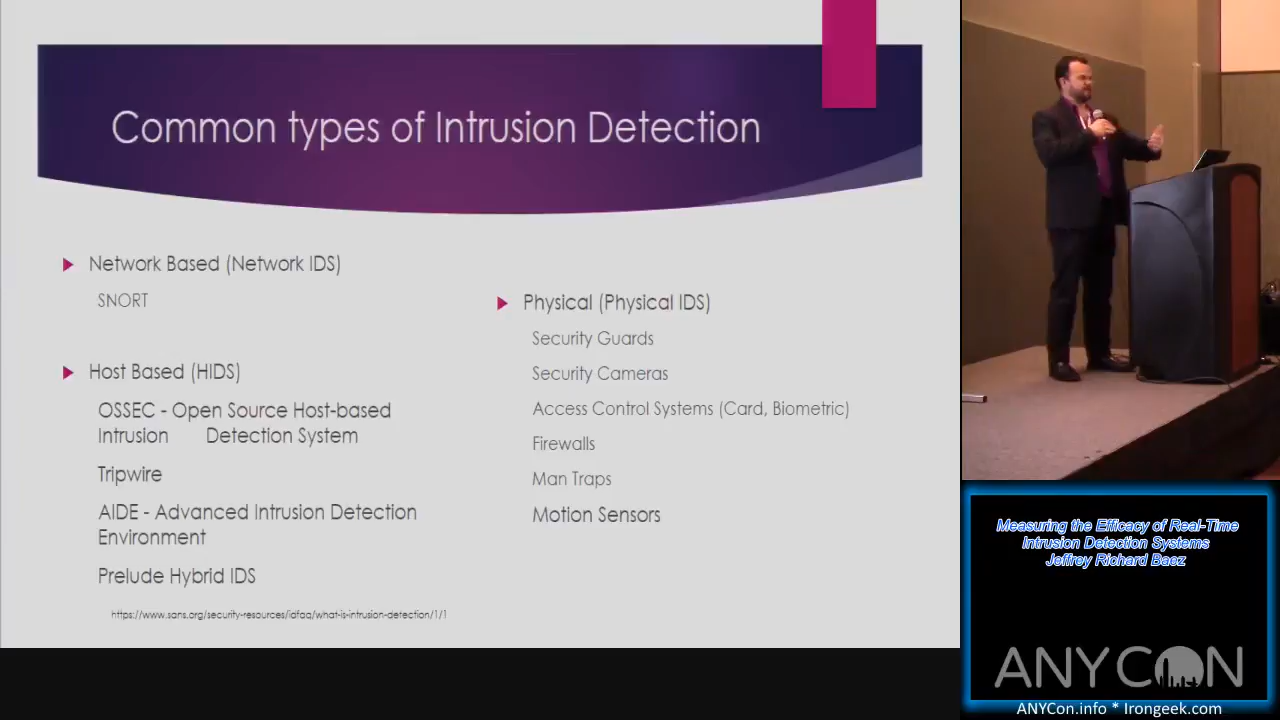 Common types of Intrusion Detection
Network Based (Network IDS)
SNORT
Host Based (HIDS)
OSSEC - Open Source Host-based
Intrusion Detection System
Tripwire
AIDE - Advanced Intrusion Detection
Environment
Prelude Hybrid IDS
https://www.sans.org/security-resources/idfaq/what-is-intrusion-detection/1/1
Physical (Physical IDS)
Security Guards
Security Cameras
Access Control Systems (Card, Biometric)
Firewalls
Man Traps
Motion Sensors
Measuring the Efficacy of Real-Time
Intrusion Detection Systems
Jeffrey Richard Baez
ANYCON
ANYCon.info * Irongeek.com